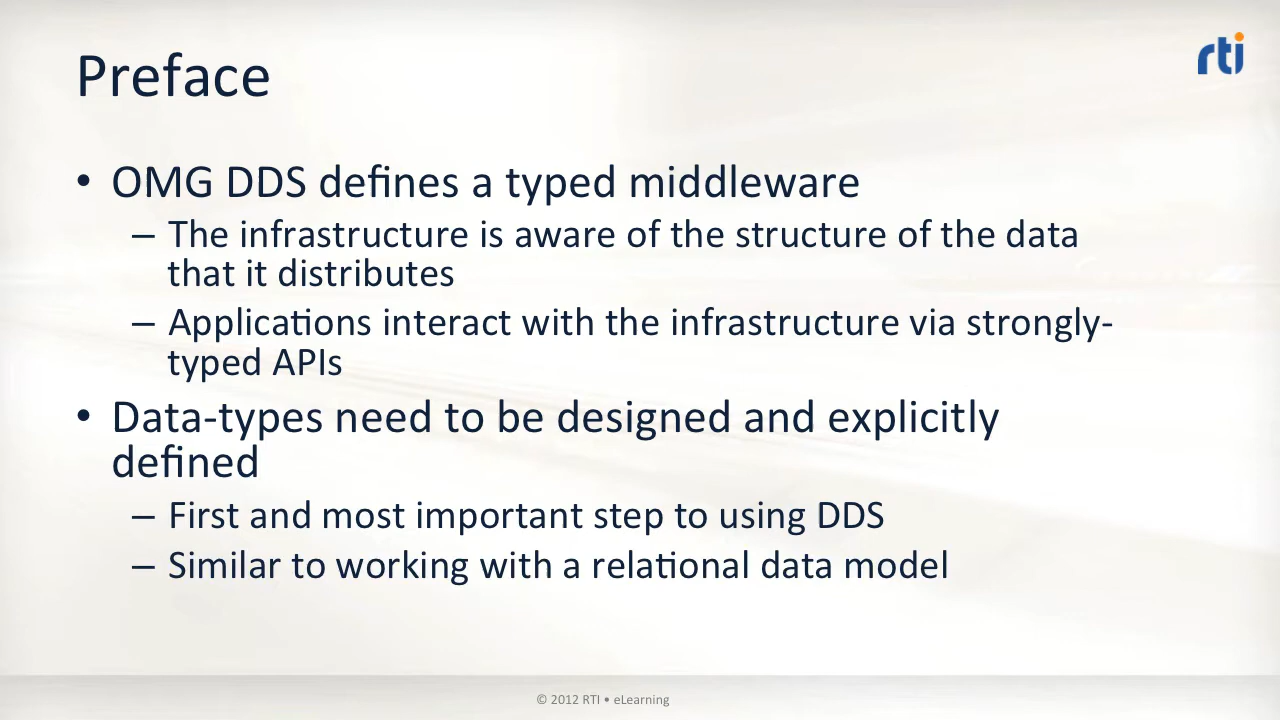 Preface
rti
• OMG DDS defines a typed middleware
– The infrastructure is aware of the structure of the data
that it distributes
– Applications interact with the infrastructure via strongly-
typed APIs
• Data-types need to be designed and explicitly
defined
– First and most important step to using DDS
– Similar to working with a relational data model
© 2012 RTI • eLearning